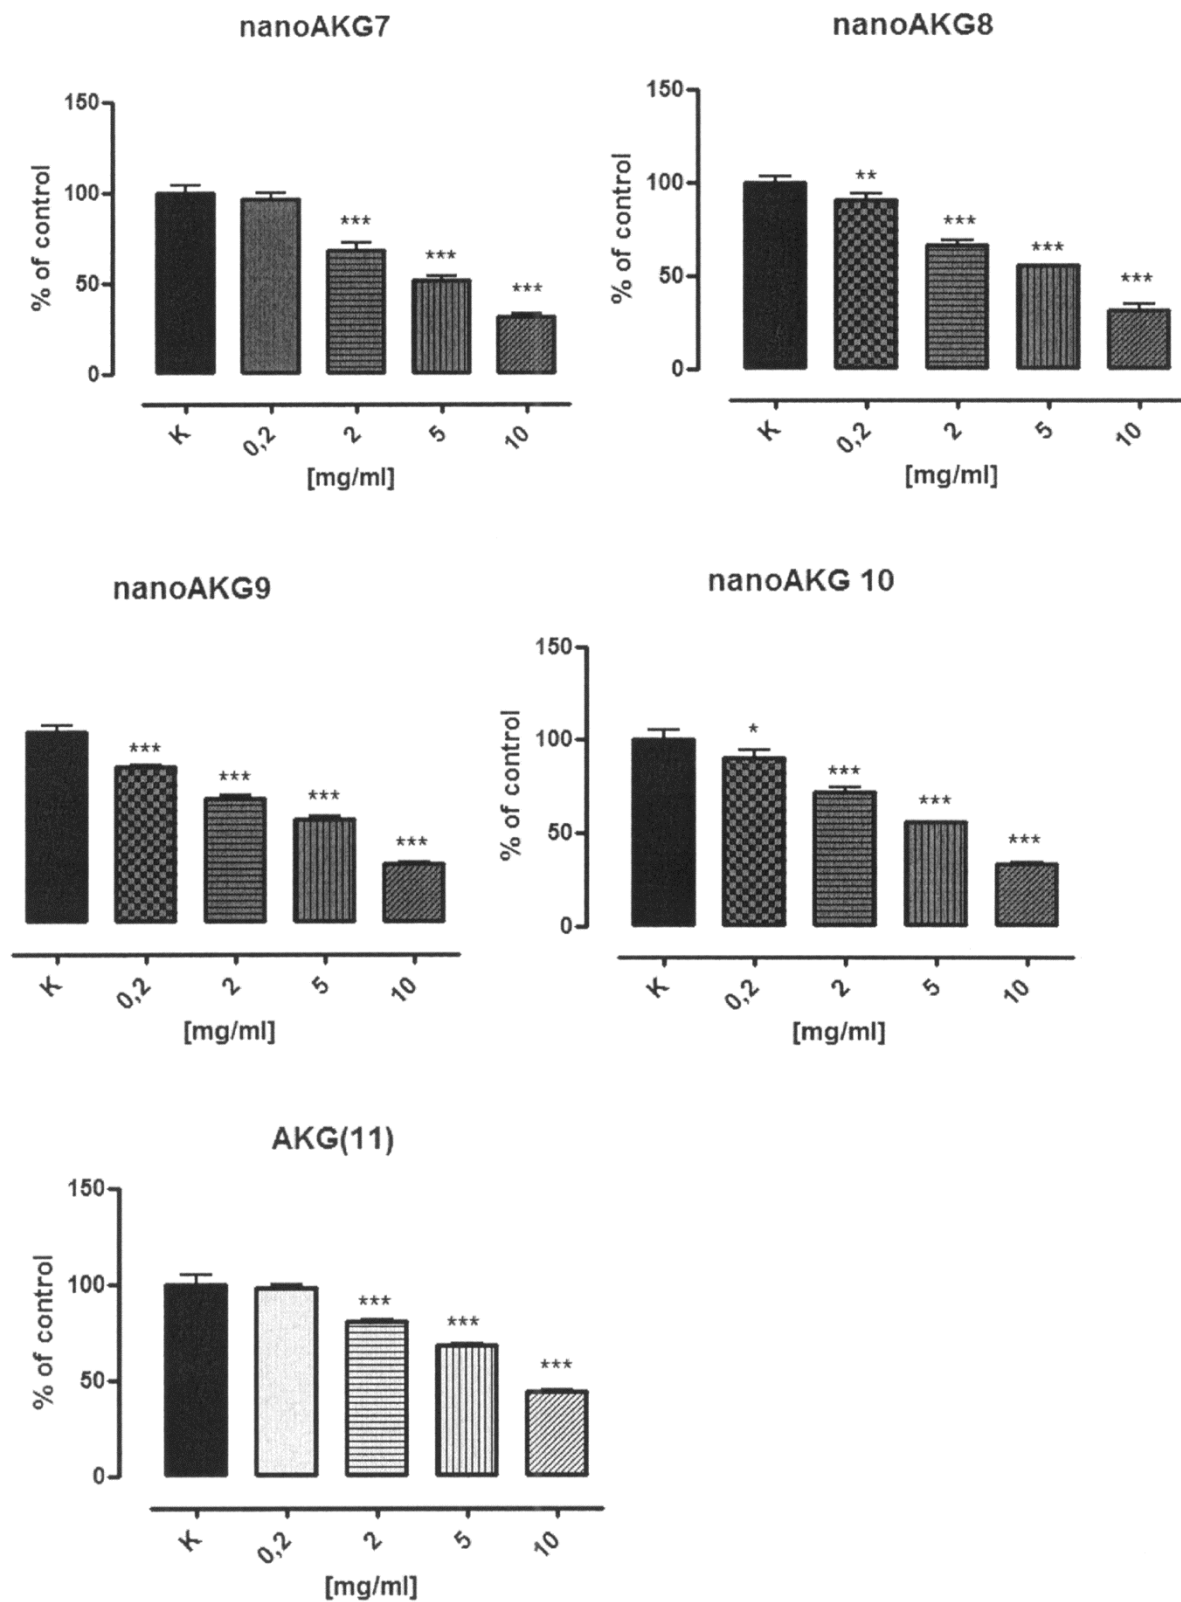 nanoAKG7
150
100
50
0
% of control
***
***
***
K
0,2
2
5
10
[mg/ml]
nanoAKG8
150
100
50
0
% of control
**
***
***
***
K
0,2
2
5
10
[mg/ml]
nanoAKG9
***
***
***
***
K
0,2
2
5
10
[mg/ml]
nanoAKG 10
150
100
50
0
% of control
*
***
***
***
K
0,2
2
5
10
[mg/ml]
AKG(11)
150
100
50
0
% of control
***
***
***
K
0,2
2
5
10
[mg/ml]